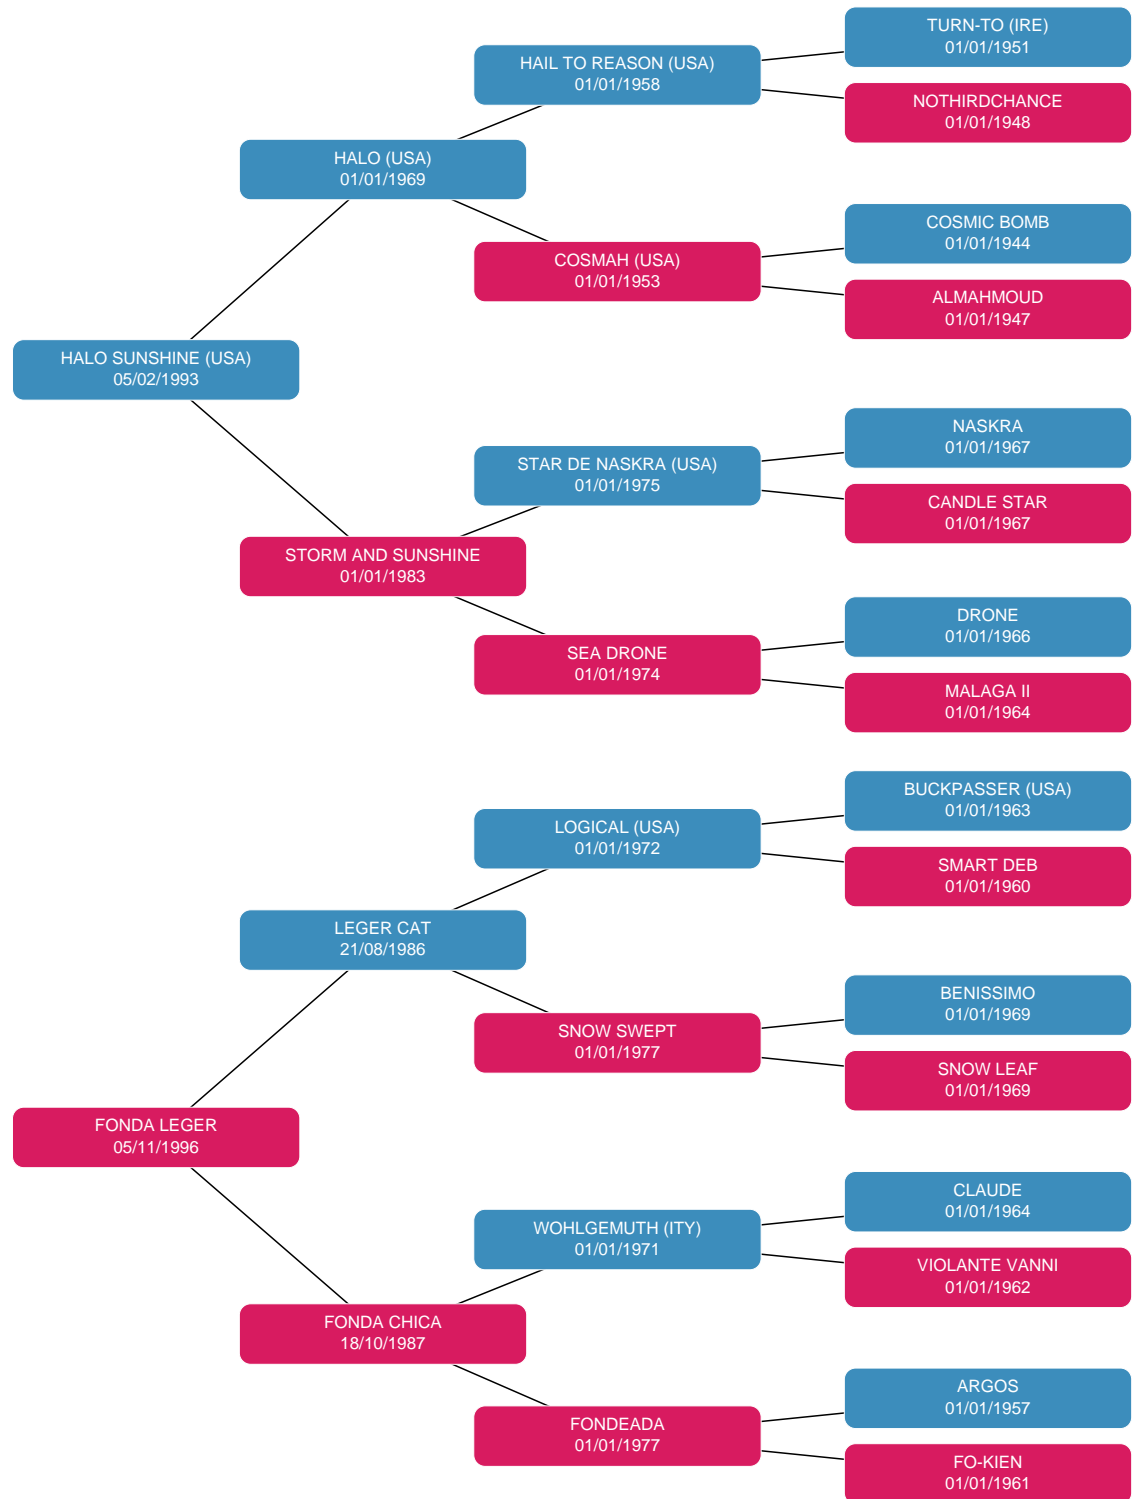 TURN-TO (IRE)
01/01/1951
HAIL TO REASON (USA)
01/01/1958
NOTHIRDCHANCE
01/01/1948
HALO (USA)
01/01/1969
COSMIC BOMB
01/01/1944
COSMAH (USA)
01/01/1953
ALMAHMOUD
01/01/1947
HALO SUNSHINE (USA)
05/02/1993
NASKRA
01/01/1967
STAR DE NASKRA (USA)
01/01/1975
CANDLE STAR
01/01/1967
STORM AND SUNSHINE
01/01/1983
DRONE
01/01/1966
SEA DRONE
01/01/1974
MALAGA II
01/01/1964
BUCKPASSER (USA)
01/01/1963
LOGICAL (USA)
01/01/1972
SMART DEB
01/01/1960
LEGER CAT
21/08/1986
BENISSIMO
01/01/1969
SNOW SWEPT
01/01/1977
SNOW LEAF
01/01/1969
FONDA LEGER
05/11/1996
CLAUDE
01/01/1964
WOHLGEMUTH (ITY)
01/01/1971
VIOLANTE VANNI
01/01/1962
FONDA CHICA
18/10/1987
ARGOS
01/01/1957
FONDEADA
01/01/1977
FO-KIEN
01/01/1961